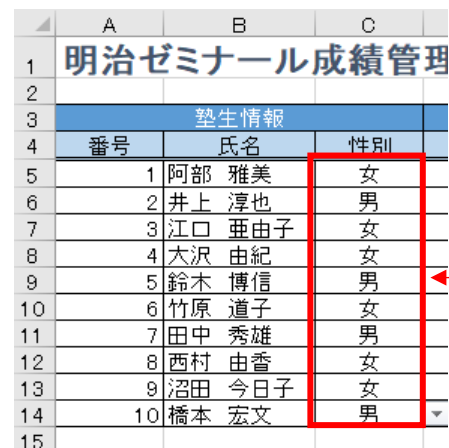 A B C
1 明治ゼミナール成績管理
2
3 塾生情報
4 番号 氏名 性別
5 1 阿部 雅美 女
6 2 井上 淳也 男
7 3 江口 亜由子 女
8 4 大沢 由紀 女
9 5 鈴木 博信 男
10 6 竹原 道子 女
11 7 田中 秀雄 男
12 8 西村 由香 女
13 9 沼田 今日子 女
14 10 橋本 宏文 男
15